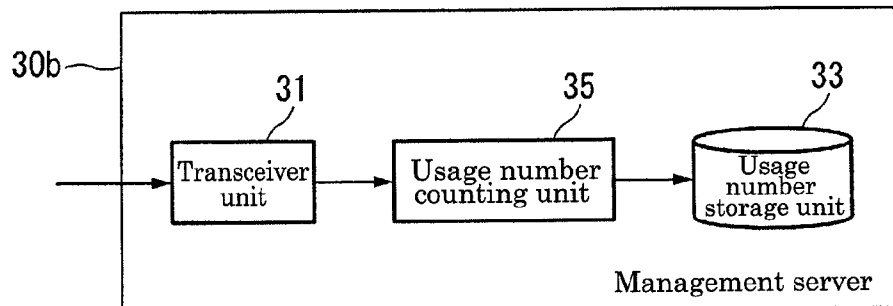 30b
31
35
33
Transceiver
unit
Usage number
counting unit
Usage
number
storage unit
Management server